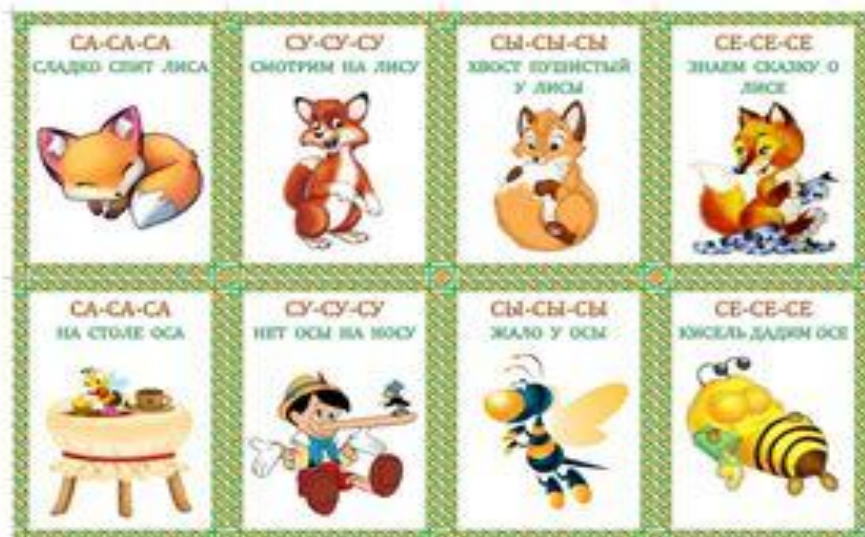 СА-СА-СА
СЛАДКО СПИТ ЛИСА
СУ-СУ-СУ
СМОТРИМ НА ЛИСУ
СЫ-СЫ-СЫ
ХВОСТ ПУШИСТЫЙ
У ЛИСЫ
СЕ-СЕ-СЕ
ЗНАЕМ СКАЗКУ О
ЛИСЕ
СА-СА-СА
НА СТОЛЕ ОСА
СУ-СУ-СУ
НЕТ ОСЫ НА НОСУ
СЫ-СЫ-СЫ
ЖАЛО У ОСЫ
СЕ-СЕ-СЕ
КИСЕЛЬ ДАДИМ ОСЕ